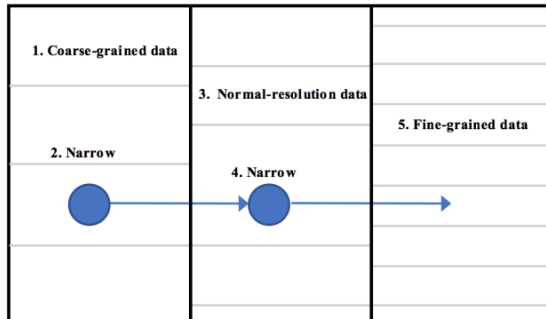 1. Coarse-grained data
2. Narrow
3. Normal-resolution data
4. Narrow
5. Fine-grained data